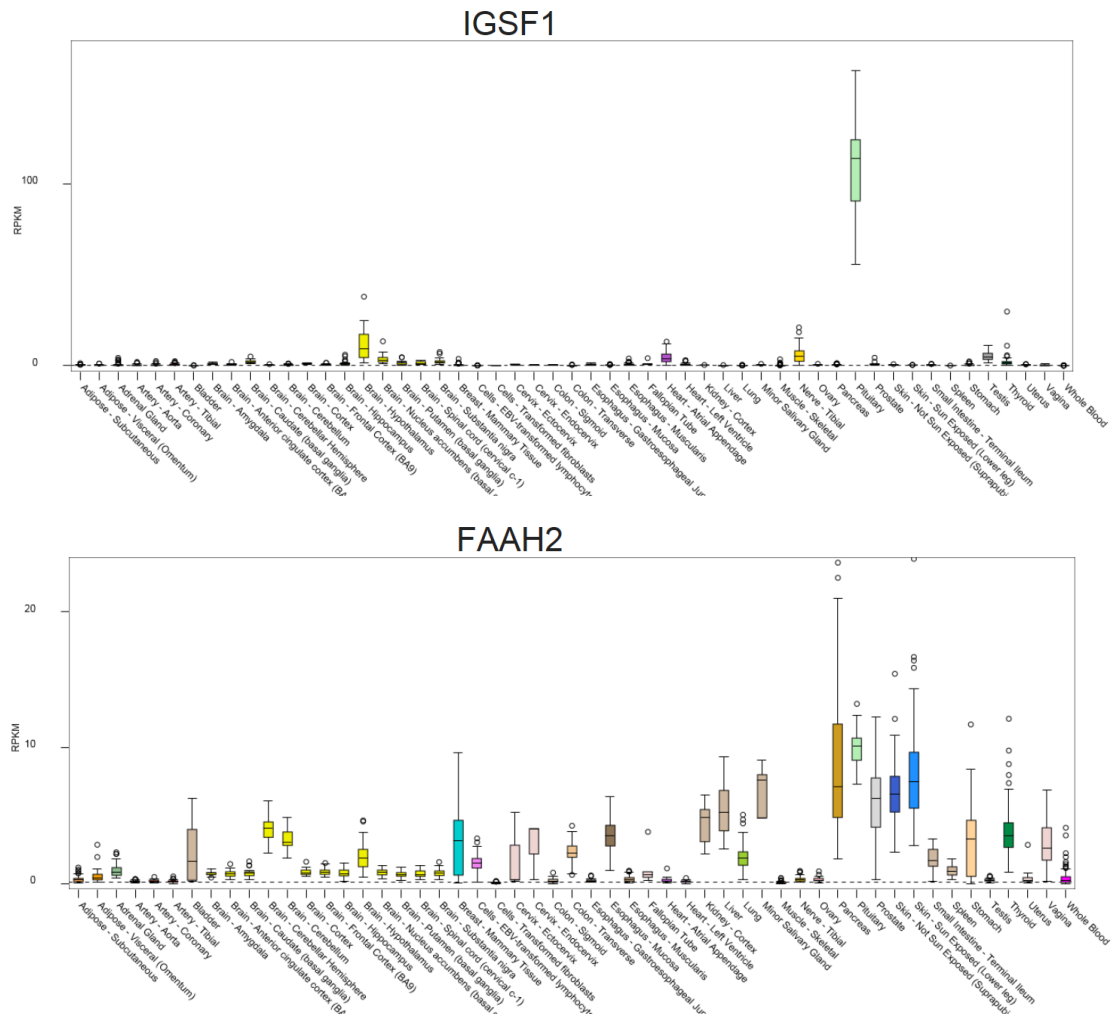 IGSF1
100
RPKM
0
Adipose - Subcutaneous
Adipose - Visceral (Omentum)
Adrenal Gland
Artery - Aorta
Artery - Coronary
Artery - Tibial
Bladder
Brain - Amygdala
Brain - Anterior cingulate cortex (BA
Brain - Caudate (basal ganglia)
Brain - Cerebellar Hemisphere
Brain - Cerebellum
Brain - Cortex
Brain - Frontal Cortex (BA9)
Brain - Hippocampus
Brain - Hypothalamus
Brain - Nucleus accumbens (basal
Brain - Putamen (basal ganglia)
Brain - Spinal cord (cervical c-1)
Brain - Substantia nigra
Breast - Mammary Tissue
Cells - EBV-transformed lymphocyt
Cells - Transformed fibroblasts
Cervix - Ectocervix
Cervix - Endocervix
Colon - Sigmoid
Colon - Transverse
Esophagus - Gastroesophageal Jun
Esophagus - Mucosa
Esophagus - Muscularis
Fallopian Tube
Heart - Atrial Appendage
Heart - Left Ventricle
Kidney - Cortex
Liver
Lung
Minor Salivary Gland
Muscle - Skeletal
Nerve - Tibial
Ovary
Pancreas
Pituitary
Prostate
Skin - Not Sun Exposed (Suprapubi
Skin - Sun Exposed (Lower leg)
Small Intestine - Terminal Ileum
Spleen
Stomach
Testis
Thyroid
Uterus
Vagina
Whole Blood
FAAH2
20
RPKM
10
0
Adipose - Subcutaneous
Adipose - Visceral (Omentum)
Adrenal Gland
Artery - Aorta
Artery - Coronary
Artery - Tibial
Bladder
Brain - Amygdala
Brain - Anterior cingulate cortex (BA
Brain - Caudate (basal ganglia)
Brain - Cerebellar Hemisphere
Brain - Cerebellum
Brain - Cortex
Brain - Frontal Cortex (BA9)
Brain - Hippocampus
Brain - Hypothalamus
Brain - Nucleus accumbens (basal
Brain - Putamen (basal ganglia)
Brain - Spinal cord (cervical c-1)
Brain - Substantia nigra
Breast - Mammary Tissue
Cells - EBV-transformed lymphocyt
Cells - Transformed fibroblasts
Cervix - Ectocervix
Cervix - Endocervix
Colon - Sigmoid
Colon - Transverse
Esophagus - Gastroesophageal Jun
Esophagus - Mucosa
Esophagus - Muscularis
Fallopian Tube
Heart - Atrial Appendage
Heart - Left Ventricle
Kidney - Cortex
Liver
Lung
Minor Salivary Gland
Muscle - Skeletal
Nerve - Tibial
Ovary
Pancreas
Pituitary
Prostate
Skin - Not Sun Exposed (Suprapubi
Skin - Sun Exposed (Lower leg)
Small Intestine - Terminal Ileum
Spleen
Stomach
Testis
Thyroid
Uterus
Vagina
Whole Blood